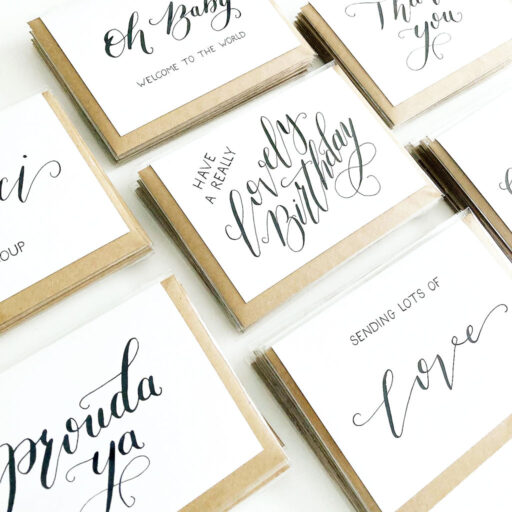 Oh Baby
WELCOME TO THE WORLD
Thank
you
HAVE
A REALLY
lovely
Birthday
ci
OUP
SENDING LOTS OF
love
prouda
ya